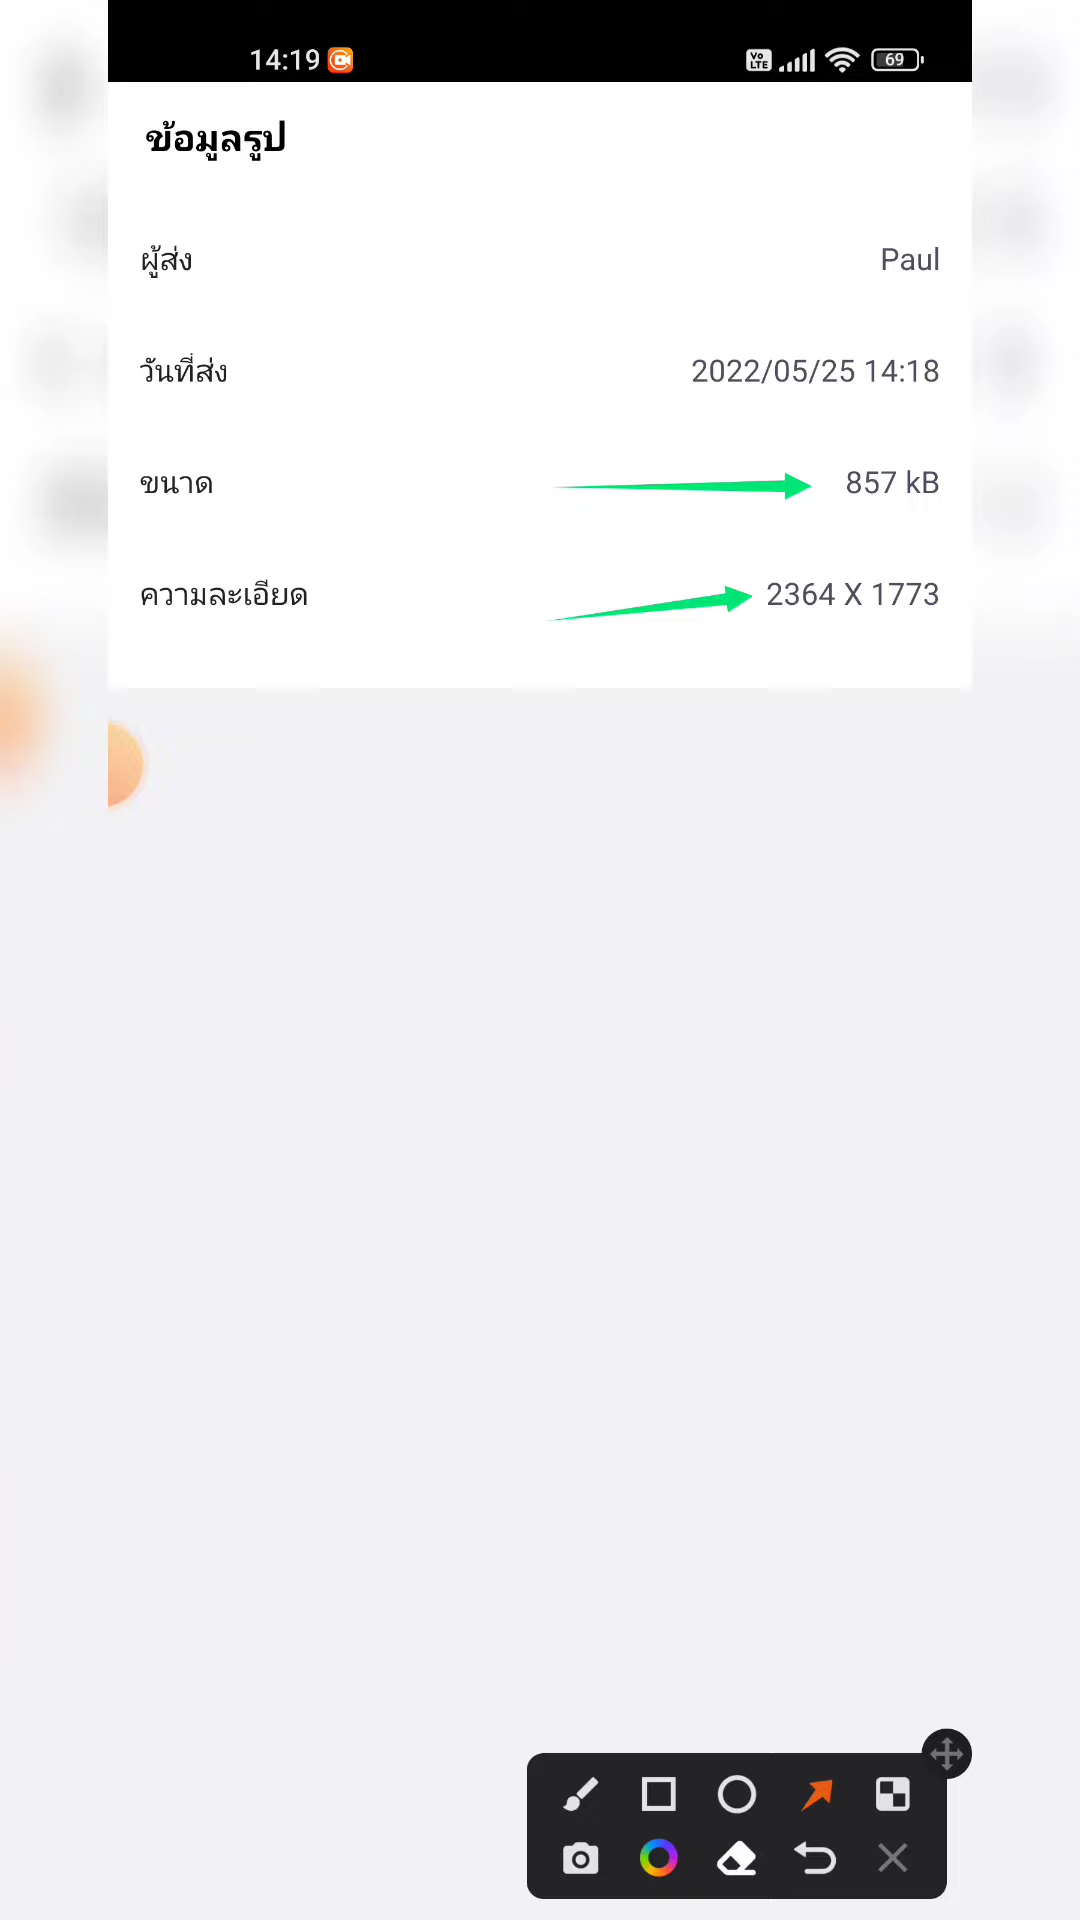 14:19 Vo LTE 69
ข้อมูลรูป
ผู้ส่ง Paul
วันที่ส่ง 2022/05/25 14:18
ขนาด 857 kB
ความละเอียด 2364 X 1773